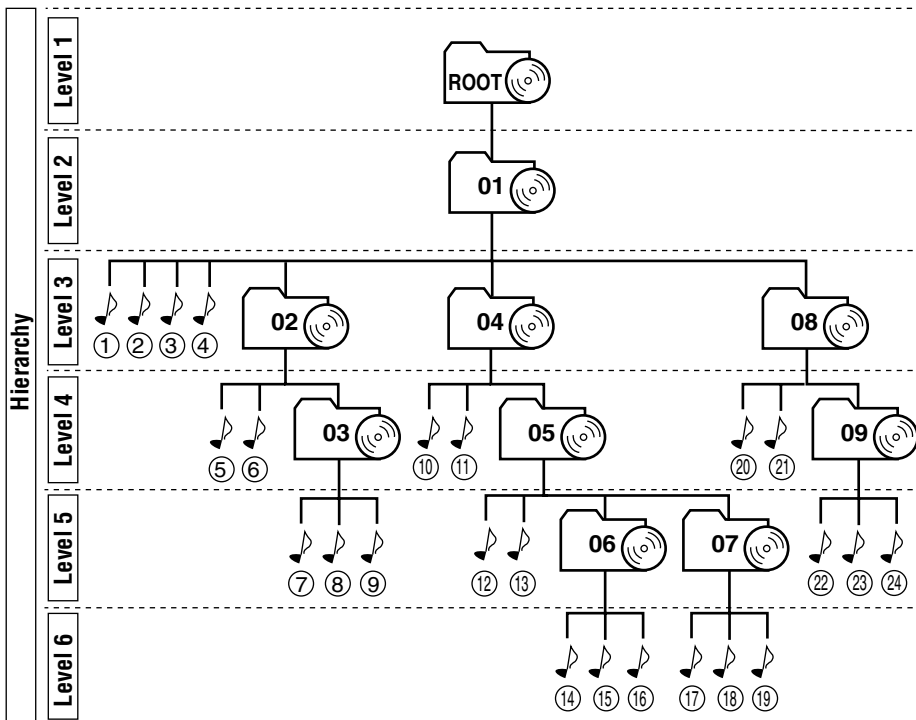 Hierarchy
Level 1
ROOT
Level 2
01
Level 3
① ② ③ ④ 02 04 08
Level 4
⑤ ⑥ 03 ⑩ ⑪ 05 ⑳ ㉑ 09
Level 5
⑦ ⑧ ⑨ ⑫ ⑬ 06 07 ㉒ ㉓ ㉔
Level 6
⑭ ⑮ ⑯ ⑰ ⑱ ⑲